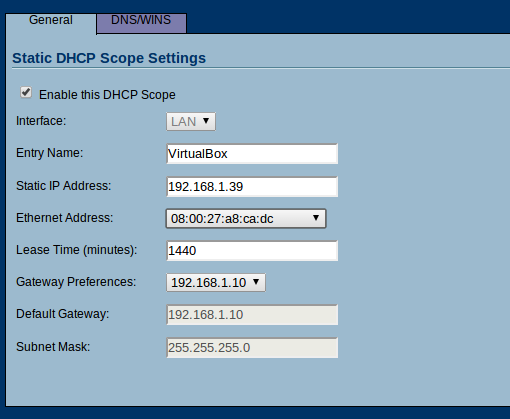 General DNS/WINS
Static DHCP Scope Settings
Enable this DHCP Scope
Interface: LAN
Entry Name: VirtualBox
Static IP Address: 192.168.1.39
Ethernet Address: 08:00:27:a8:ca:dc
Lease Time (minutes): 1440
Gateway Preferences: 192.168.1.10
Default Gateway: 192.168.1.10
Subnet Mask: 255.255.255.0